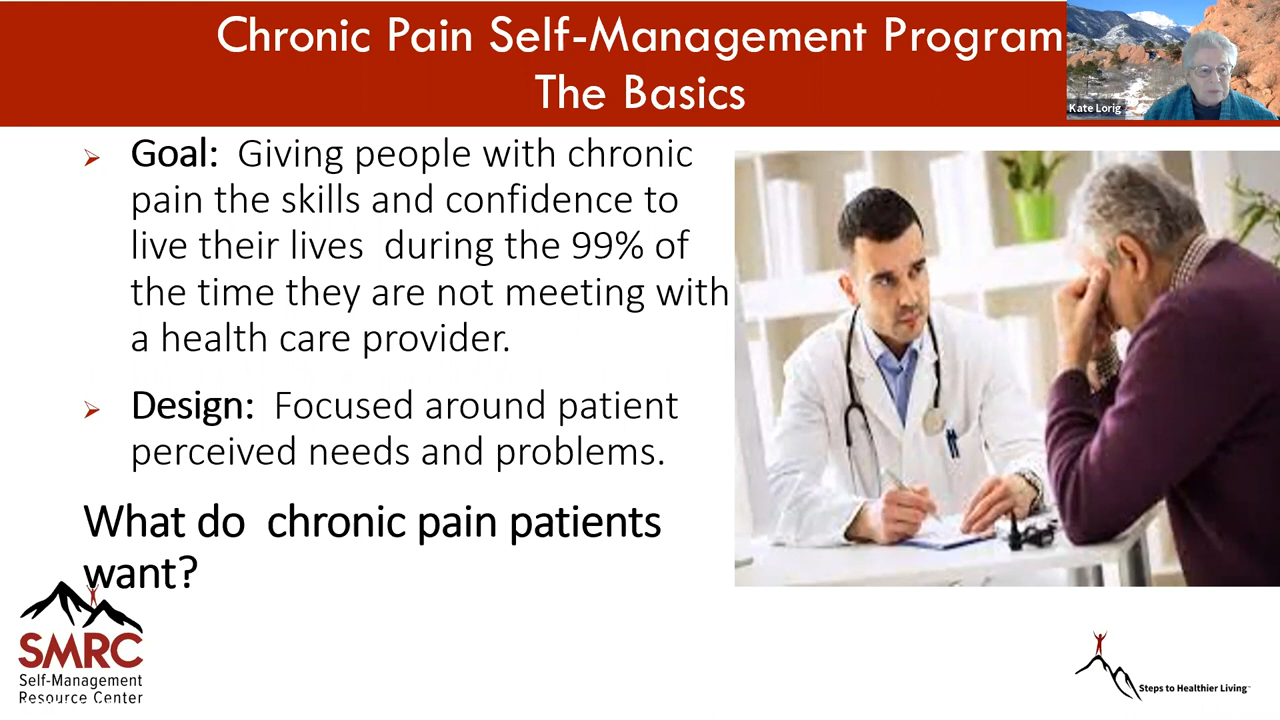 Chronic Pain Self-Management Program
The Basics
Kate Lorig
Goal: Giving people with chronic
pain the skills and confidence to
live their lives during the 99% of
the time they are not meeting with
a health care provider.
Design: Focused around patient
perceived needs and problems.
What do chronic pain patients
want?
SMRC
Self-Management
Resource Center
Steps to Healthier Living™